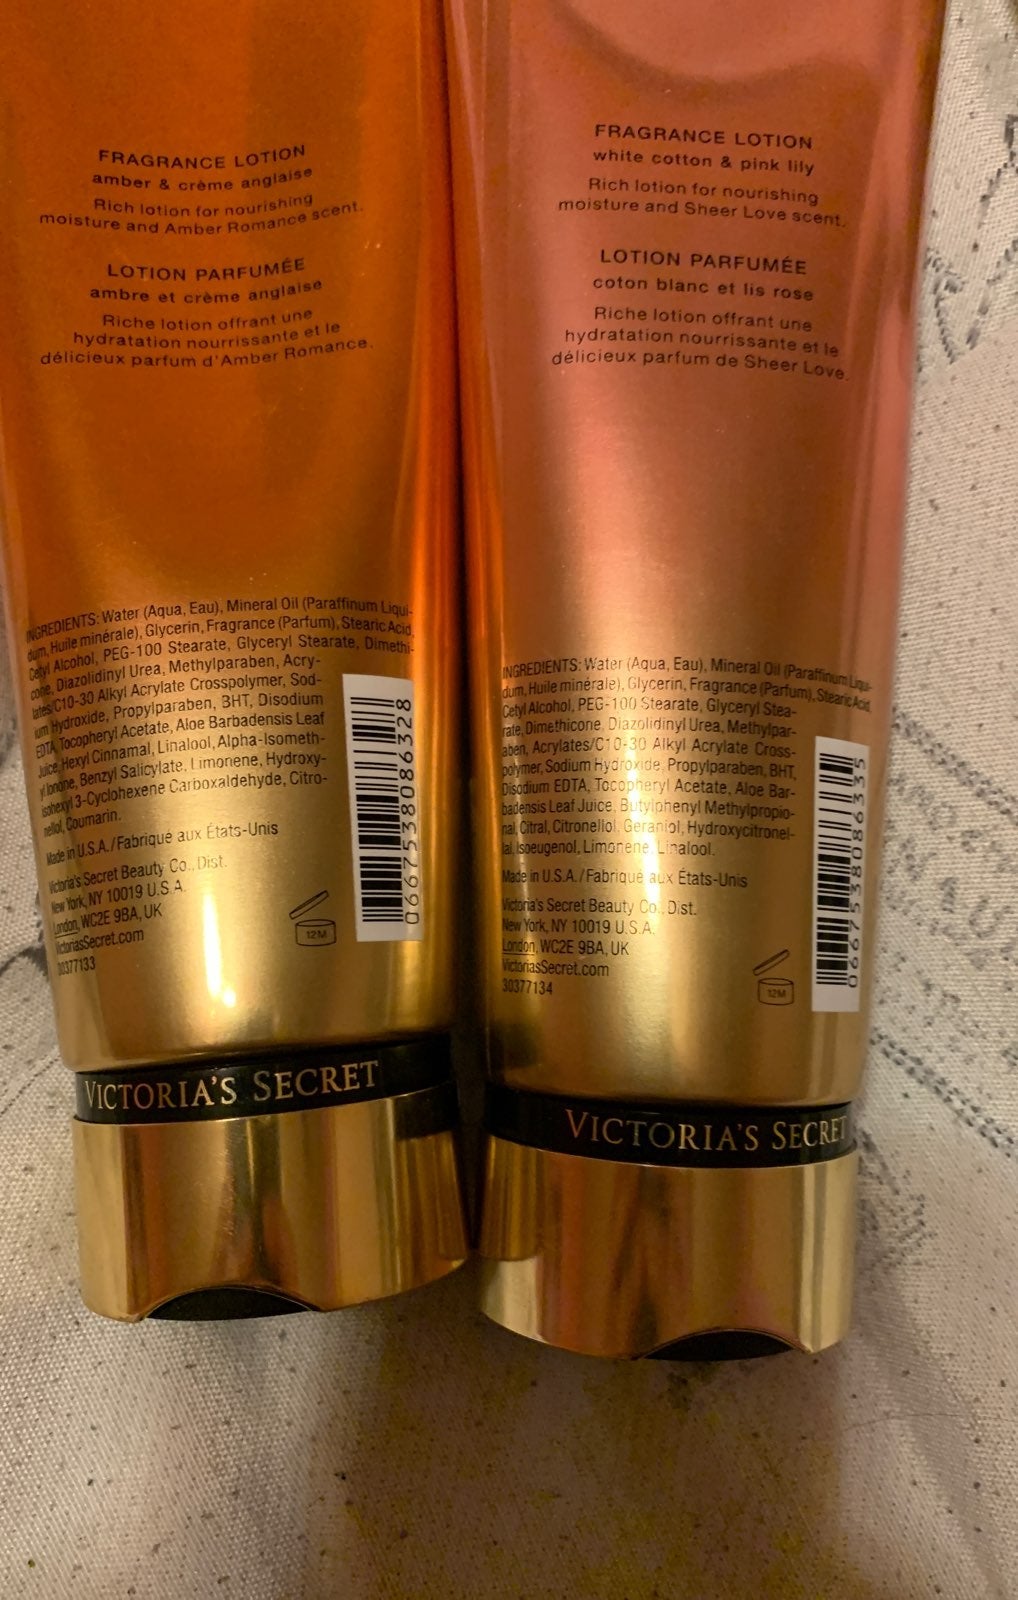 FRAGRANCE LOTION
amber & crème anglaise
Rich lotion for nourishing
moisture and Amber Romance scent.
LOTION PARFUMÉE
ambre et crème anglaise
Riche lotion offrant une
hydratation nourrissante et le
délicieux parfum d'Amber Romance.
INGREDIENTS: Water (Aqua, Eau), Mineral Oil (Paraffinum Liqui-
dum, Huile minérale), Glycerin, Fragrance (Parfum), Stearic Acid,
Cetyl Alcohol, PEG-100 Stearate, Glyceryl Stearate, Dimethi-
cone, Diazolidinyl Urea, Methylparaben, Acry-
lates/C10-30 Alkyl Acrylate Crosspolymer, Sod-
ium Hydroxide, Propylparaben, BHT, Disodium
EDTA, Tocopheryl Acetate, Aloe Barbadensis Leaf
Juice, Hexyl Cinnamal, Linalool, Alpha-Isometh-
yl Ionone, Benzyl Salicylate, Limonene, Hydroxy-
isohexyl 3-Cyclohexene Carboxaldehyde, Citro-
nellol, Coumarin.
Made in U.S.A./Fabriqué aux États-Unis
Victoria's Secret Beauty Co., Dist.
New York, NY 10019 U.S.A.
London, WC2E 9BA, UK
VictoriasSecret.com
30377133
12M
0667538086328
VICTORIA'S SECRET
FRAGRANCE LOTION
white cotton & pink lily
Rich lotion for nourishing
moisture and Sheer Love scent.
LOTION PARFUMÉE
coton blanc et lis rose
Riche lotion offrant une
hydratation nourrissante et le
délicieux parfum de Sheer Love.
INGREDIENTS: Water (Aqua, Eau), Mineral Oil (Paraffinum Liqui-
dum, Huile minérale), Glycerin, Fragrance (Parfum), Stearic Acid,
Cetyl Alcohol, PEG-100 Stearate, Glyceryl Stea-
rate, Dimethicone, Diazolidinyl Urea, Methylpar-
aben, Acrylates/C10-30 Alkyl Acrylate Cross-
polymer, Sodium Hydroxide, Propylparaben, BHT,
Disodium EDTA, Tocopheryl Acetate, Aloe Bar-
badensis Leaf Juice, Butylphenyl Methylpropio-
nal, Citral, Citronellol, Geraniol, Hydroxycitronel-
lal, Isoeugenol, Limonene, Linalool.
Made in U.S.A./Fabriqué aux États-Unis
Victoria's Secret Beauty Co., Dist.
New York, NY 10019 U.S.A.
London, WC2E 9BA, UK
VictoriasSecret.com
30377134
12M
0667538086335
VICTORIA'S SECRET